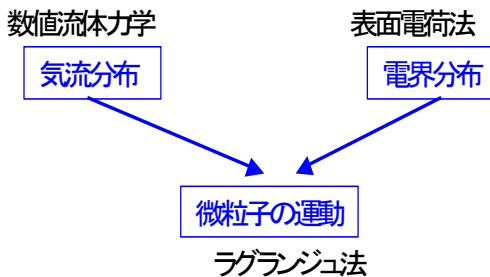 数値流体力学
表面電荷法
気流分布
電界分布
微粒子の運動
ラグランジュ法